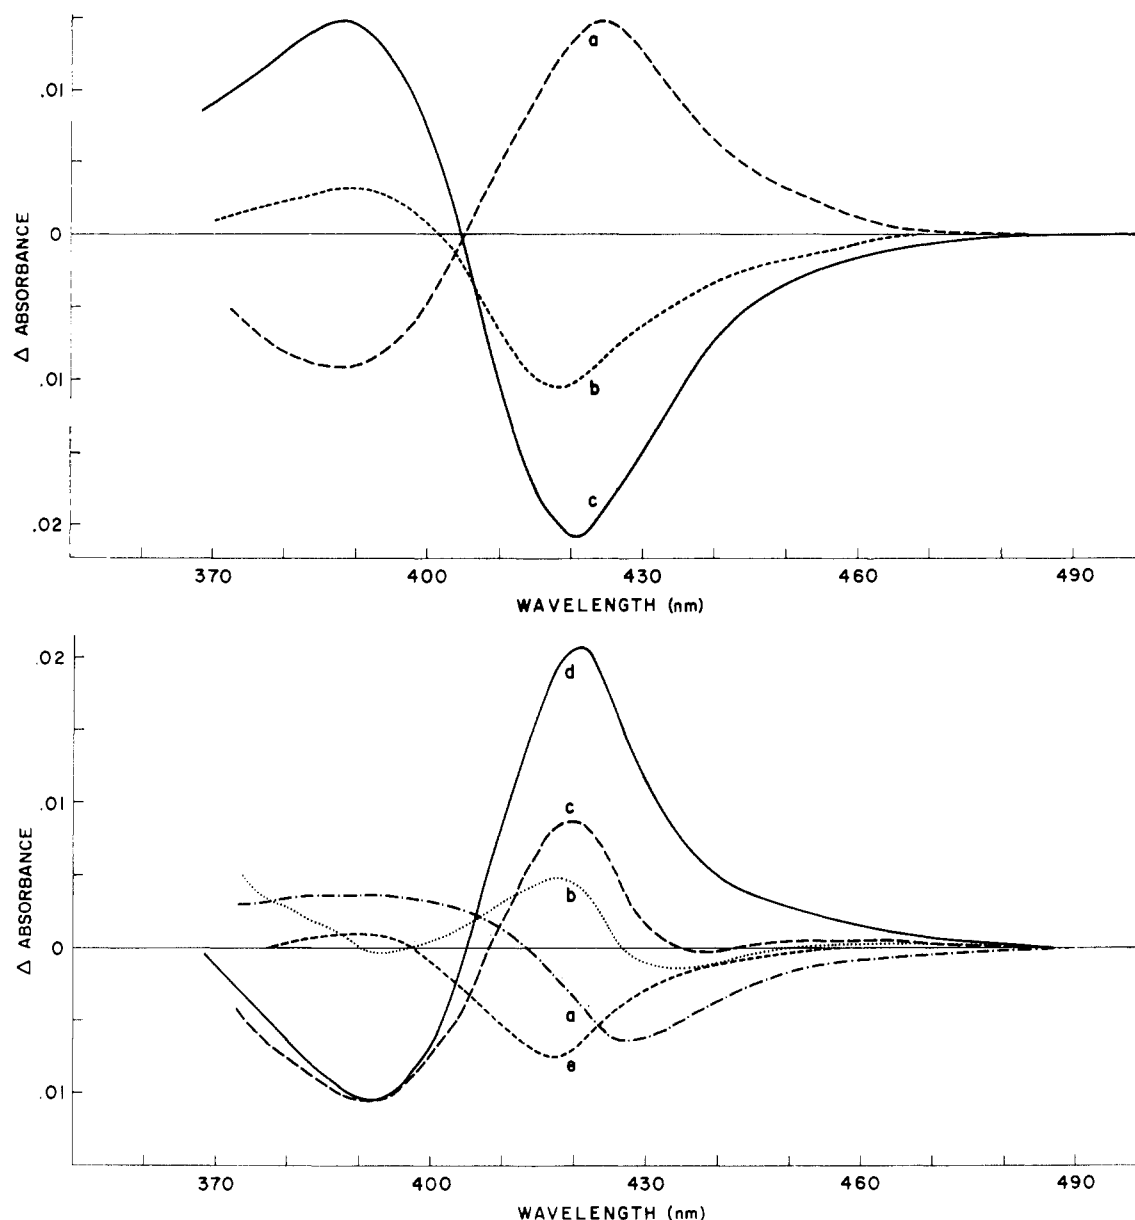 a
.01
0
Δ ABSORBANCE
.01
b
c
.02
370 400 430 460 490
WAVELENGTH (nm)
.02
d
.01
c
b
Δ ABSORBANCE
0
a
e
.01
370 400 430 460 490
WAVELENGTH (nm)